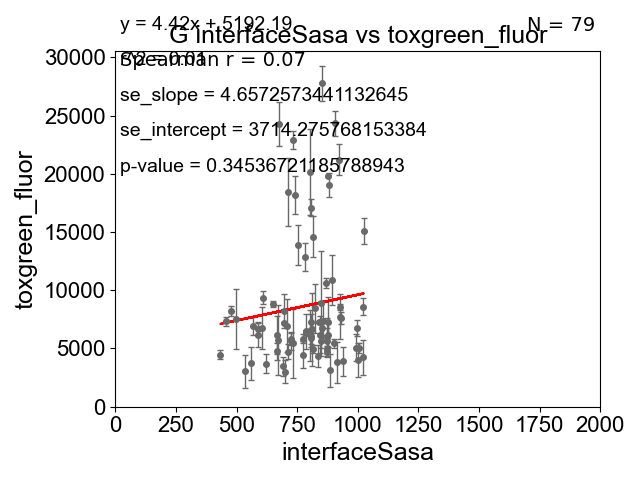 y = 4.42x + 5192.19
N = 79
G InterfaceSasa vs toxgreen_fluor
r^2 = 0.01
Spearman r = 0.07
se_slope = 4.6572573441132645
se_intercept = 3714.275768153384
p-value = 0.34536721185788943
30000
25000
20000
15000
10000
5000
0
toxgreen_fluor
0 250 500 750 1000 1250 1500 1750 2000
interfaceSasa